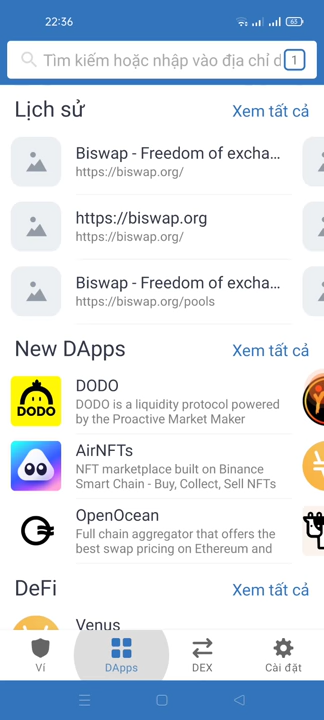 22:36
63
Tìm kiếm hoặc nhập vào địa chỉ d
1
Lịch sử
Xem tất cả
Biswap - Freedom of excha...
https://biswap.org/
https://biswap.org
https://biswap.org/
Biswap - Freedom of excha...
https://biswap.org/pools
New DApps
Xem tất cả
DODO
DODO
DODO is a liquidity protocol powered
by the Proactive Market Maker
AirNFTs
NFT marketplace built on Binance
Smart Chain - Buy, Collect, Sell NFTs
OpenOcean
Full chain aggregator that offers the
best swap pricing on Ethereum and
DeFi
Xem tất cả
Venus
Ví
DApps
DEX
Cài đặt